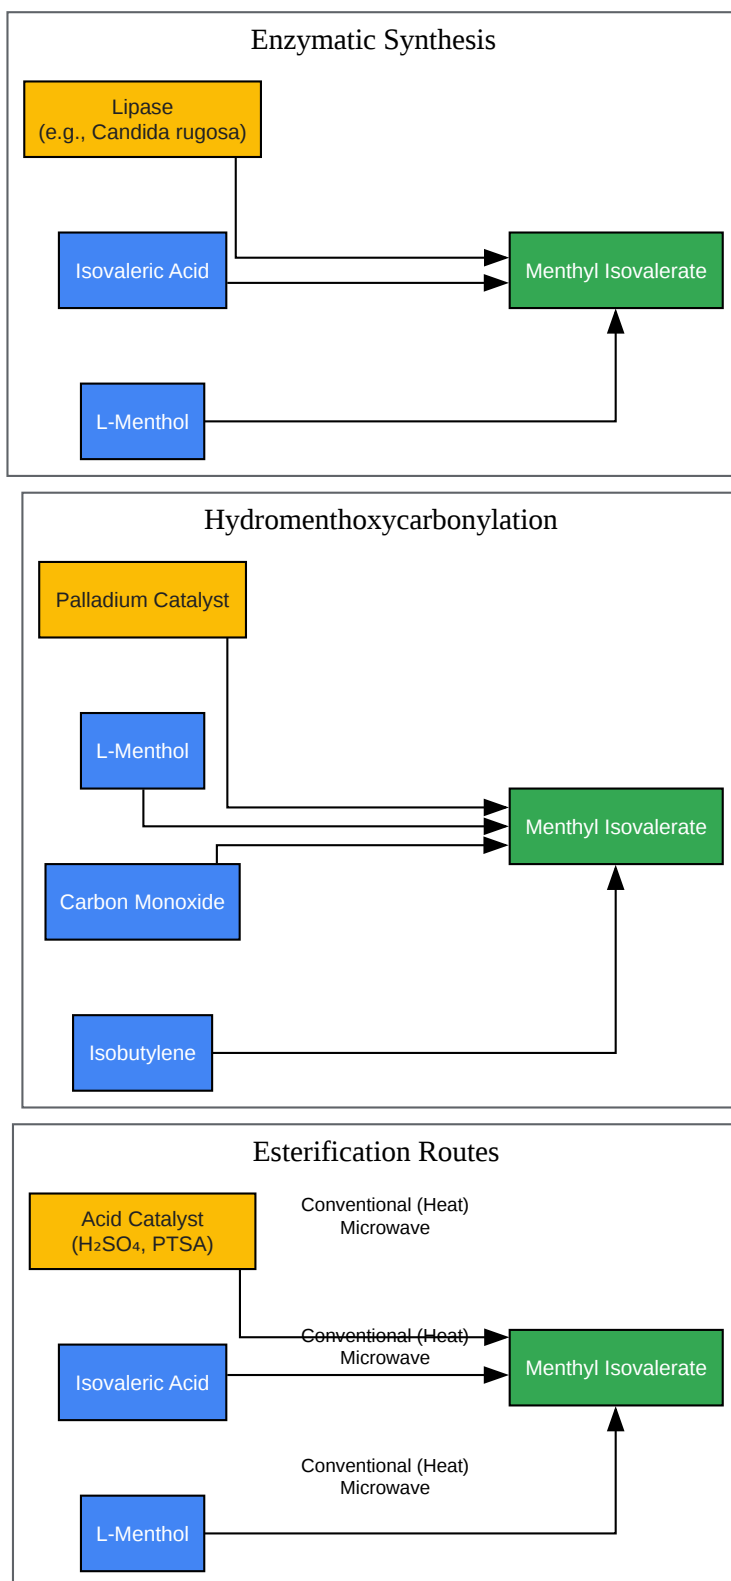 Enzymatic Synthesis
Lipase
(e.g., Candida rugosa)
Isovaleric Acid
Menthyl Isovalerate
L-Menthol
Hydromenthoxycarbonylation
Palladium Catalyst
L-Menthol
Menthyl Isovalerate
Carbon Monoxide
Isobutylene
Esterification Routes
Acid Catalyst
(H₂SO₄, PTSA)
Conventional (Heat)
Microwave
Conventional (Heat)
Microwave
Isovaleric Acid
Menthyl Isovalerate
Conventional (Heat)
Microwave
L-Menthol